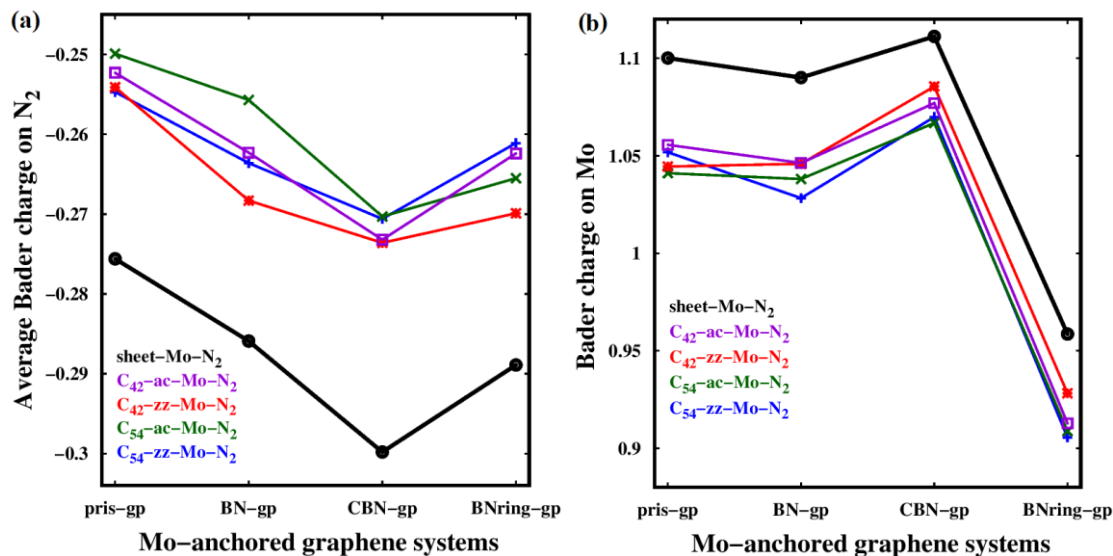 (a)
Average Bader charge on N₂
−0.25
−0.26
−0.27
−0.28
−0.29
−0.3
sheet−Mo−N₂
C₄₂−ac−Mo−N₂
C₄₂−zz−Mo−N₂
C₅₄−ac−Mo−N₂
C₅₄−zz−Mo−N₂
pris−gp BN−gp CBN−gp BNring−gp
Mo−anchored graphene systems
(b)
Bader charge on Mo
1.1
1.05
1
0.95
0.9
sheet−Mo−N₂
C₄₂−ac−Mo−N₂
C₄₂−zz−Mo−N₂
C₅₄−ac−Mo−N₂
C₅₄−zz−Mo−N₂
pris−gp BN−gp CBN−gp BNring−gp
Mo−anchored graphene systems